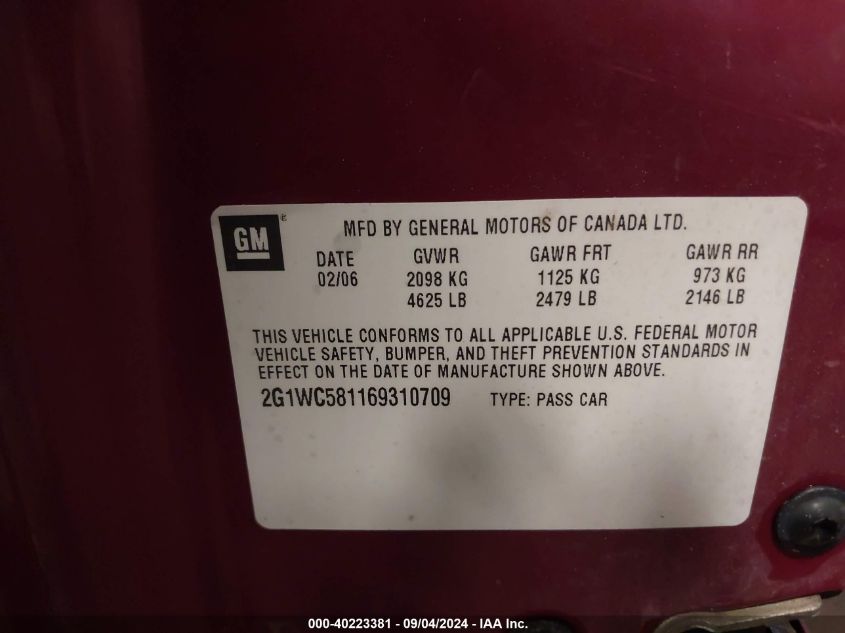 GM
MFD BY GENERAL MOTORS OF CANADA LTD.
DATE GVWR GAWR FRT GAWR RR
02/06 2098 KG 1125 KG 973 KG
4625 LB 2479 LB 2146 LB
THIS VEHICLE CONFORMS TO ALL APPLICABLE U.S. FEDERAL MOTOR
VEHICLE SAFETY, BUMPER, AND THEFT PREVENTION STANDARDS IN
EFFECT ON THE DATE OF MANUFACTURE SHOWN ABOVE.
2G1WC581169310709 TYPE: PASS CAR
000-40223381 - 09/04/2024 - IAA Inc.